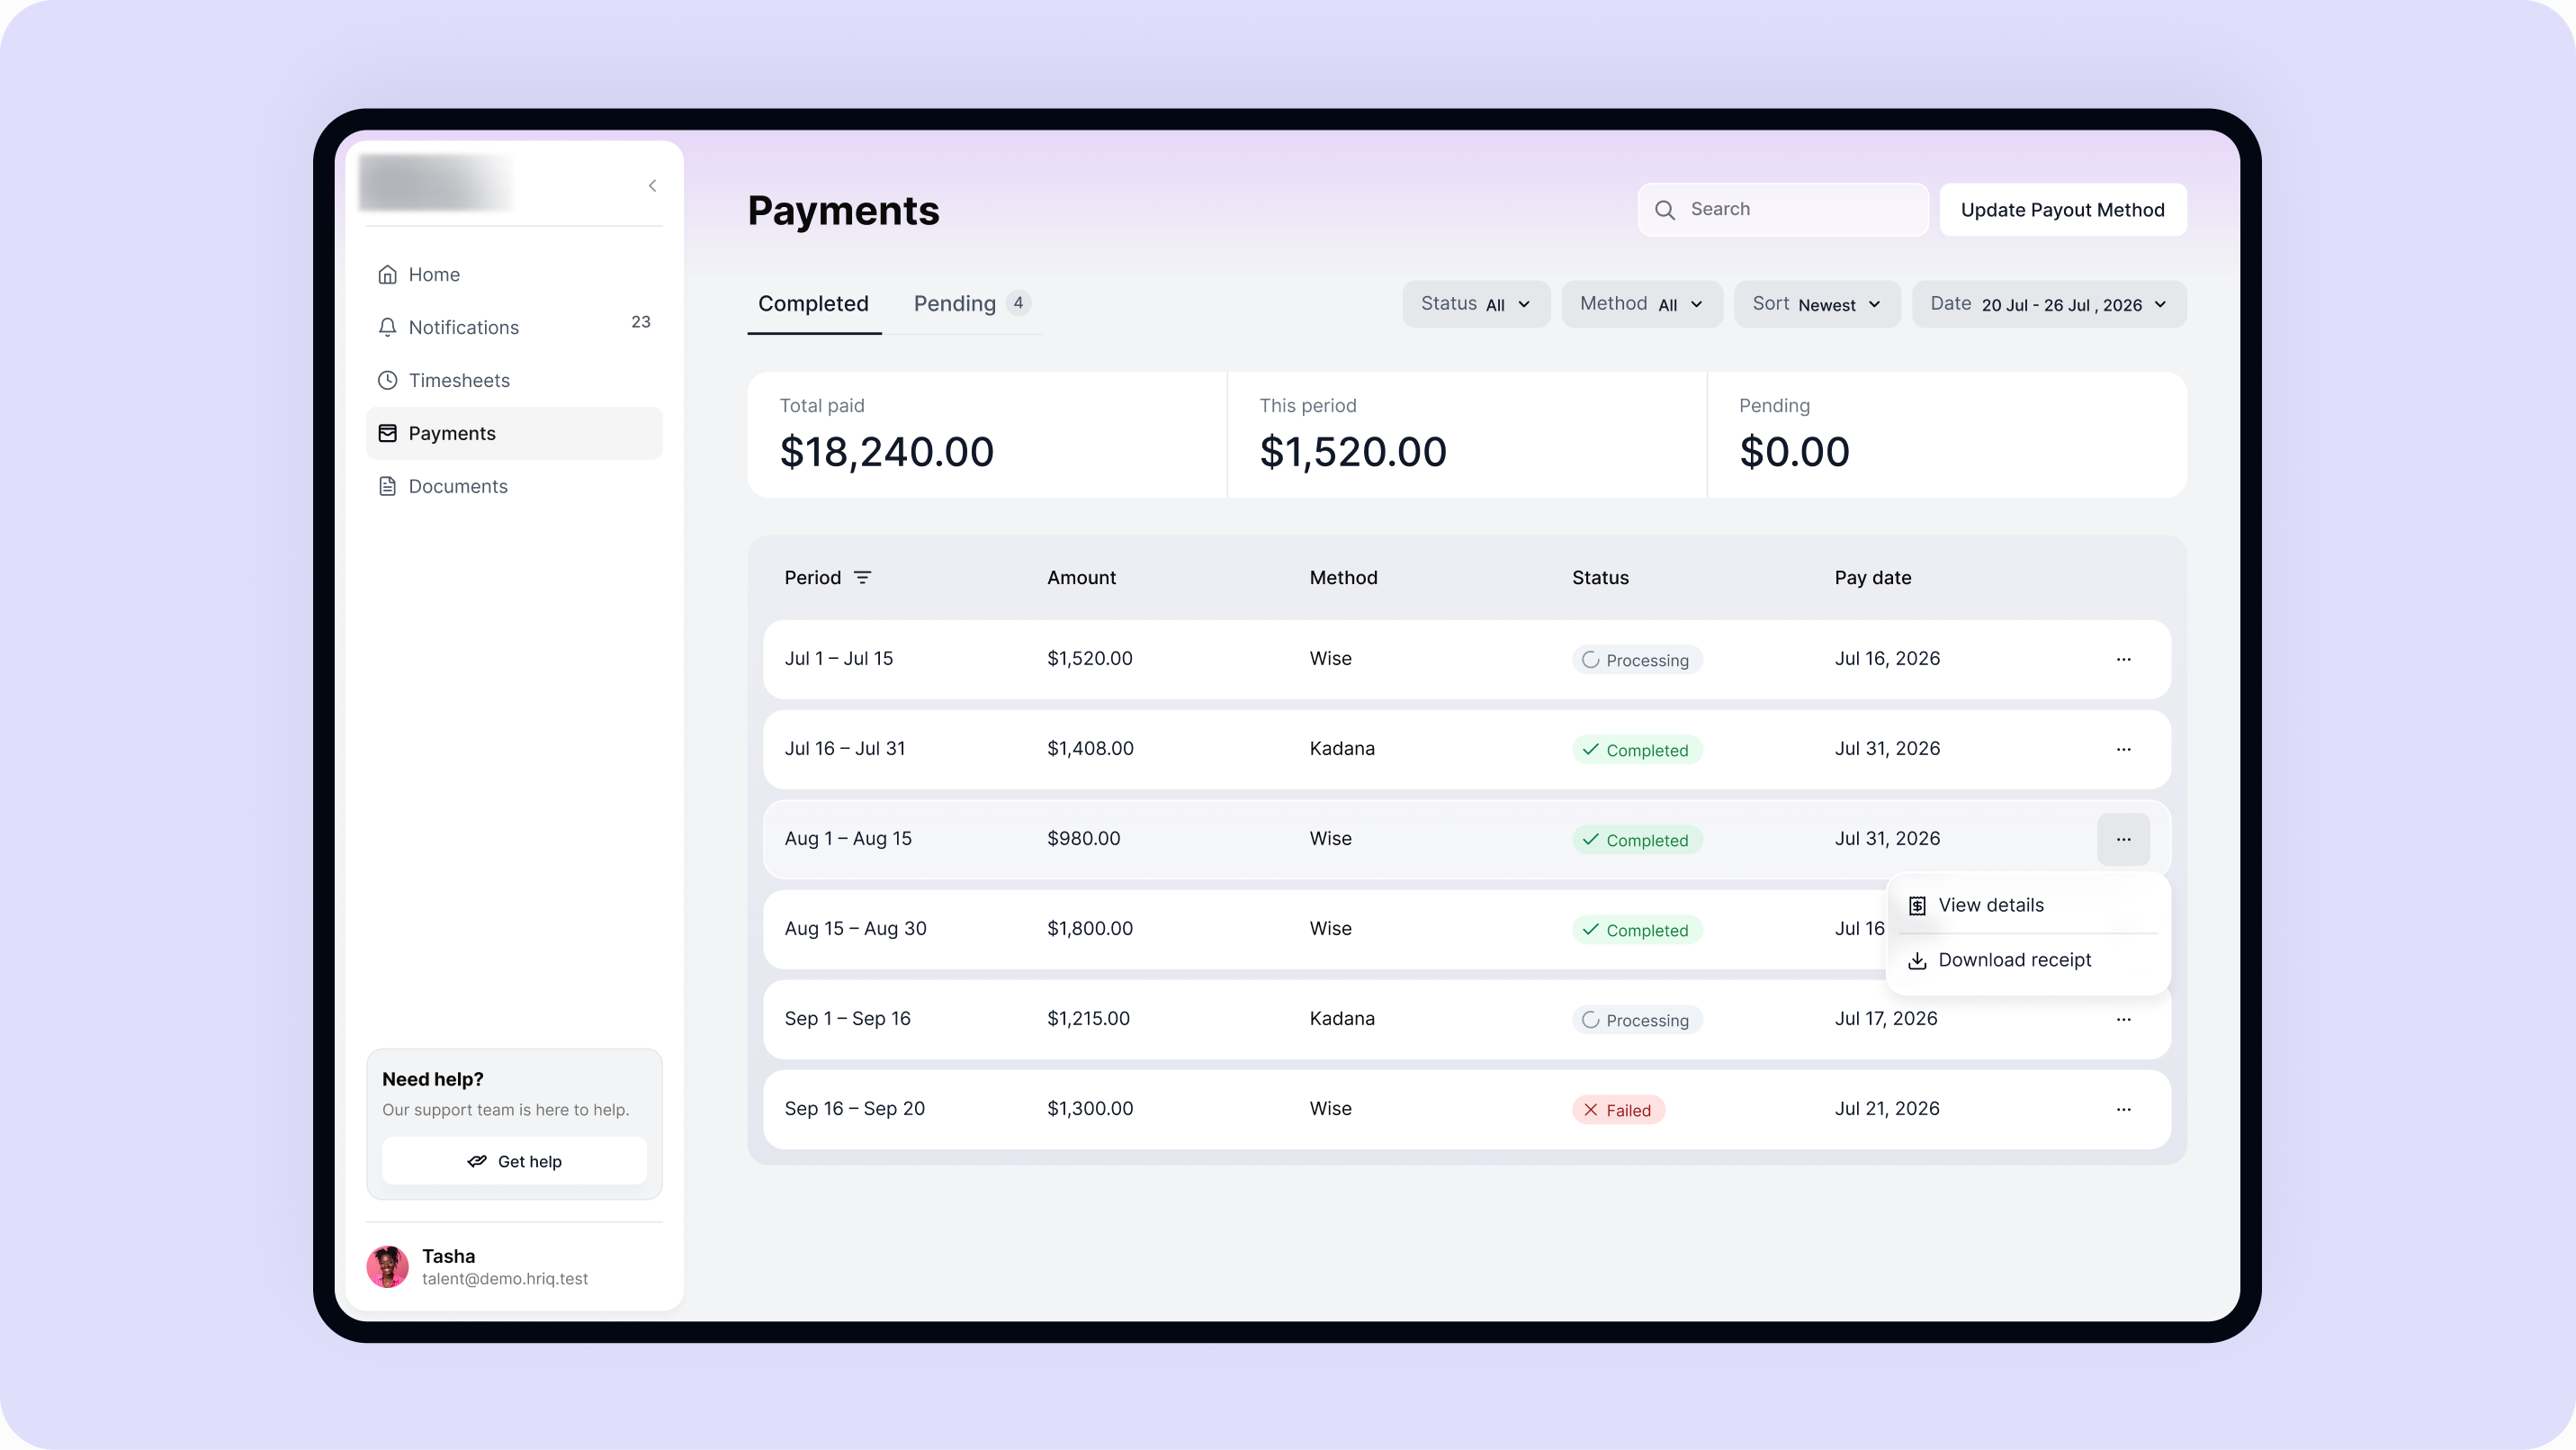 Home
Notifications 23
Timesheets
Payments
Documents
Need help?
Our support team is here to help.
Get help
Tasha
talent@demo.hriq.test
Payments
Search
Update Payout Method
Completed
Pending 4
Status All
Method All
Sort Newest
Date 20 Jul - 26 Jul , 2026
Total paid
$18,240.00
This period
$1,520.00
Pending
$0.00
Period Amount Method Status Pay date
Jul 1 – Jul 15 $1,520.00 Wise Processing Jul 16, 2026
Jul 16 – Jul 31 $1,408.00 Kadana Completed Jul 31, 2026
Aug 1 – Aug 15 $980.00 Wise Completed Jul 31, 2026
Aug 15 – Aug 30 $1,800.00 Wise Completed Jul 16
View details
Download receipt
Sep 1 – Sep 16 $1,215.00 Kadana Processing Jul 17, 2026
Sep 16 – Sep 20 $1,300.00 Wise Failed Jul 21, 2026